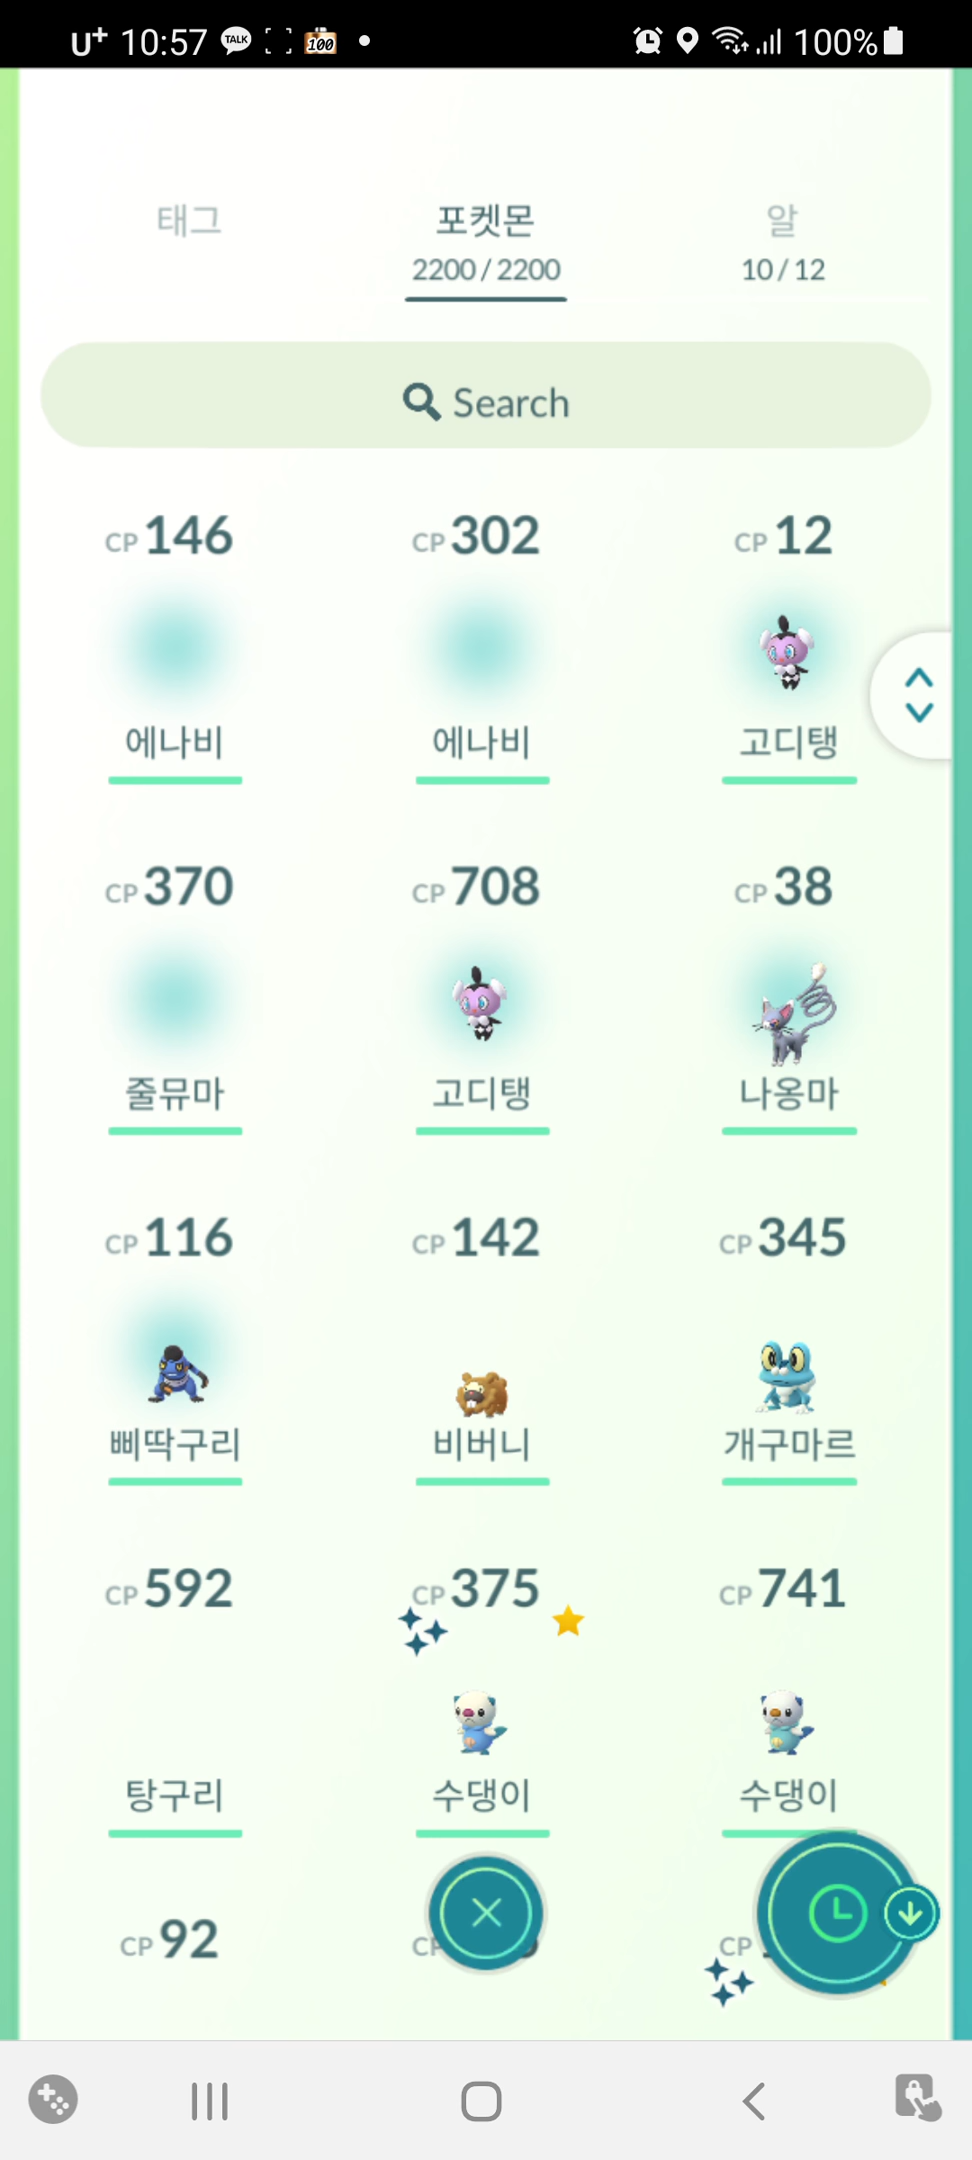 U+ 10:57 TALK 100 100%
태그 포켓몬 알
2200 / 2200 10 / 12
Search
CP 146 CP 302 CP 12
에나비 에나비 고디탱
CP 370 CP 708 CP 38
줄뮤마 고디탱 나옹마
CP 116 CP 142 CP 345
삐딱구리 비버니 개구마르
CP 592 CP 375 CP 741
탕구리 수댕이 수댕이
CP 92 CP CP